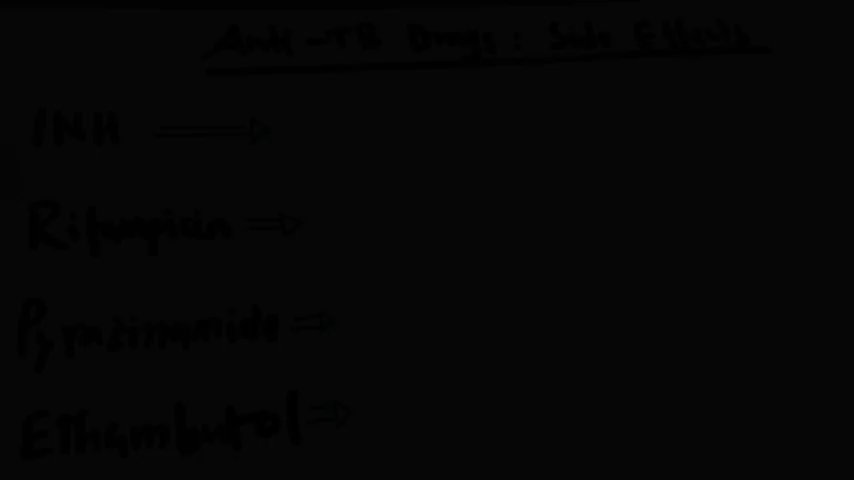 Anti-TB Drugs : Side Effects
INH ⇒
Rifampicin ⇒
Pyrazinamide ⇒
Ethambutol ⇒